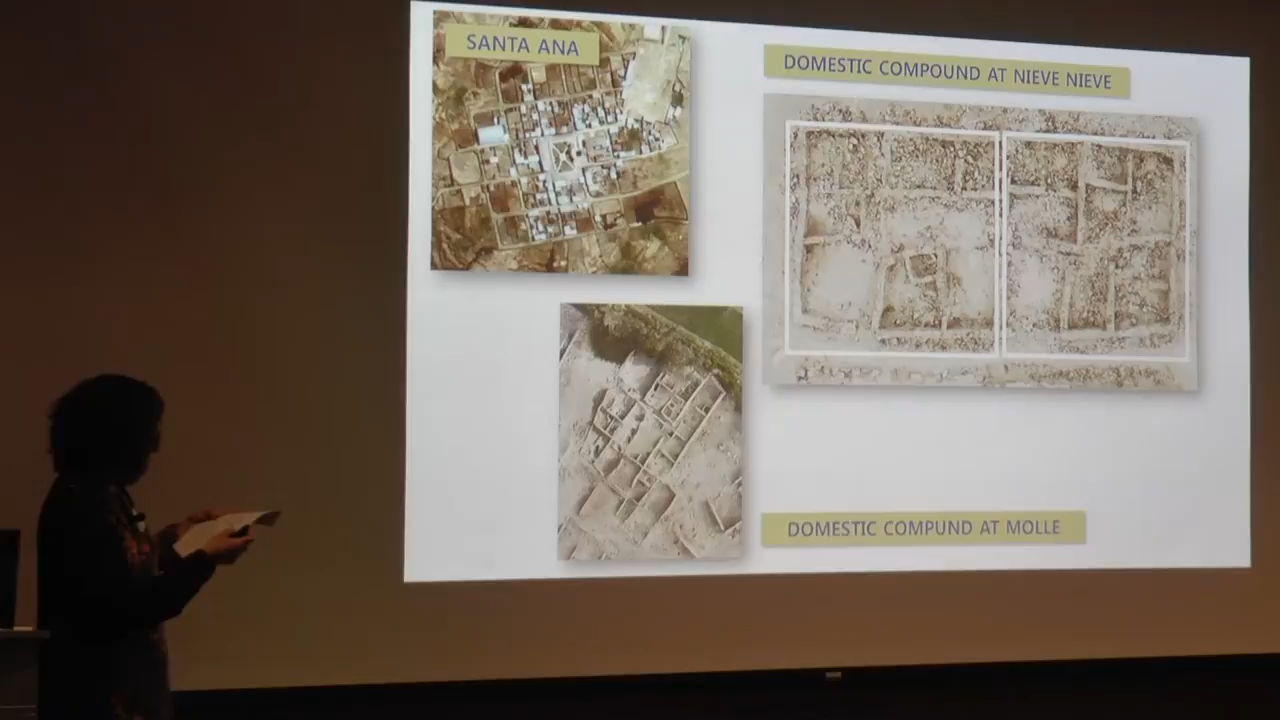 SANTA ANA
DOMESTIC COMPOUND AT NIEVE NIEVE
DOMESTIC COMPUND AT MOLLE